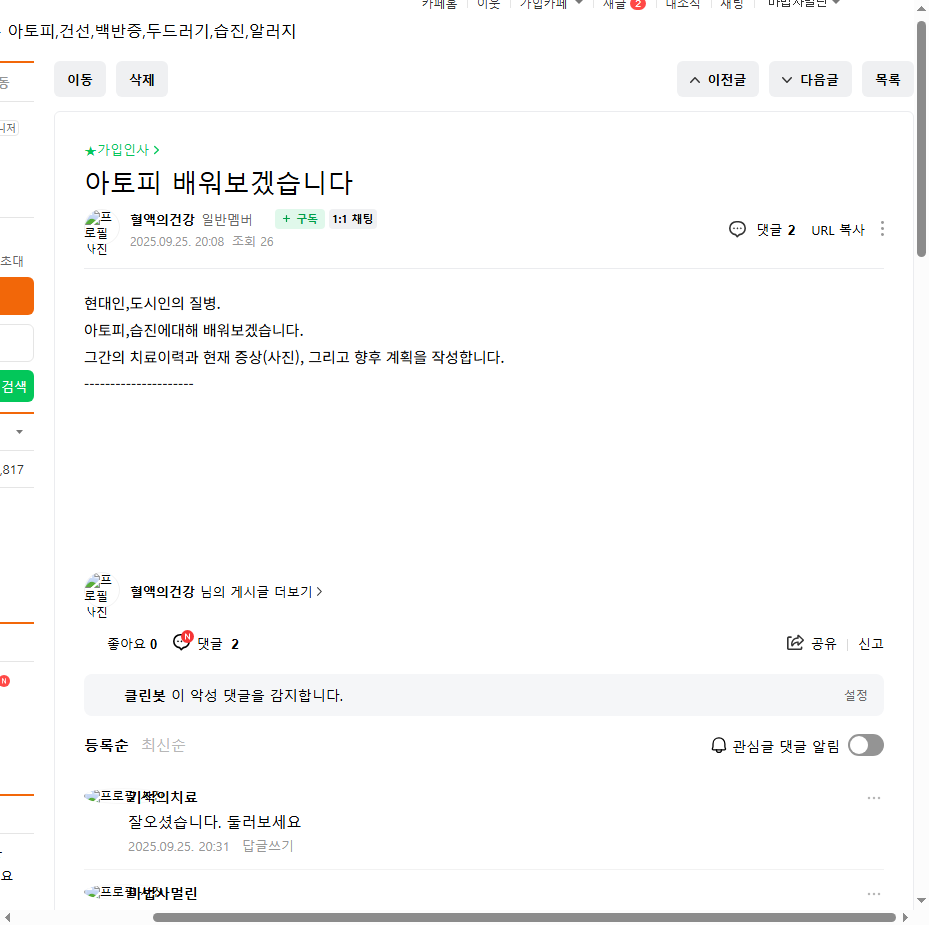 카페홈 이웃 가입카페 새글 2 내소식 채팅 마법사멀린
아토피,건선,백반증,두드러기,습진,알러지
동
이동 삭제 이전글 다음글 목록
니저
★가입인사
아토피 배워보겠습니다
프로필 사진
혈액의건강 일반멤버 + 구독 1:1 채팅
2025.09.25. 20:08 조회 26
댓글 2 URL 복사
초대
현대인,도시인의 질병.
아토피,습진에대해 배워보겠습니다.
그간의 치료이력과 현재 증상(사진), 그리고 향후 계획을 작성합니다.
---------------------
검색
,817
프로필 사진
혈액의건강 님의 게시글 더보기
좋아요 0 N 댓글 2 공유 신고
N
클린봇 이 악성 댓글을 감지합니다. 설정
등록순 최신순 관심글 댓글 알림
프로필 사진
잘오셨습니다. 둘러보세요
2025.09.25. 20:31 답글쓰기
요
프로필 사진 마법사멀린